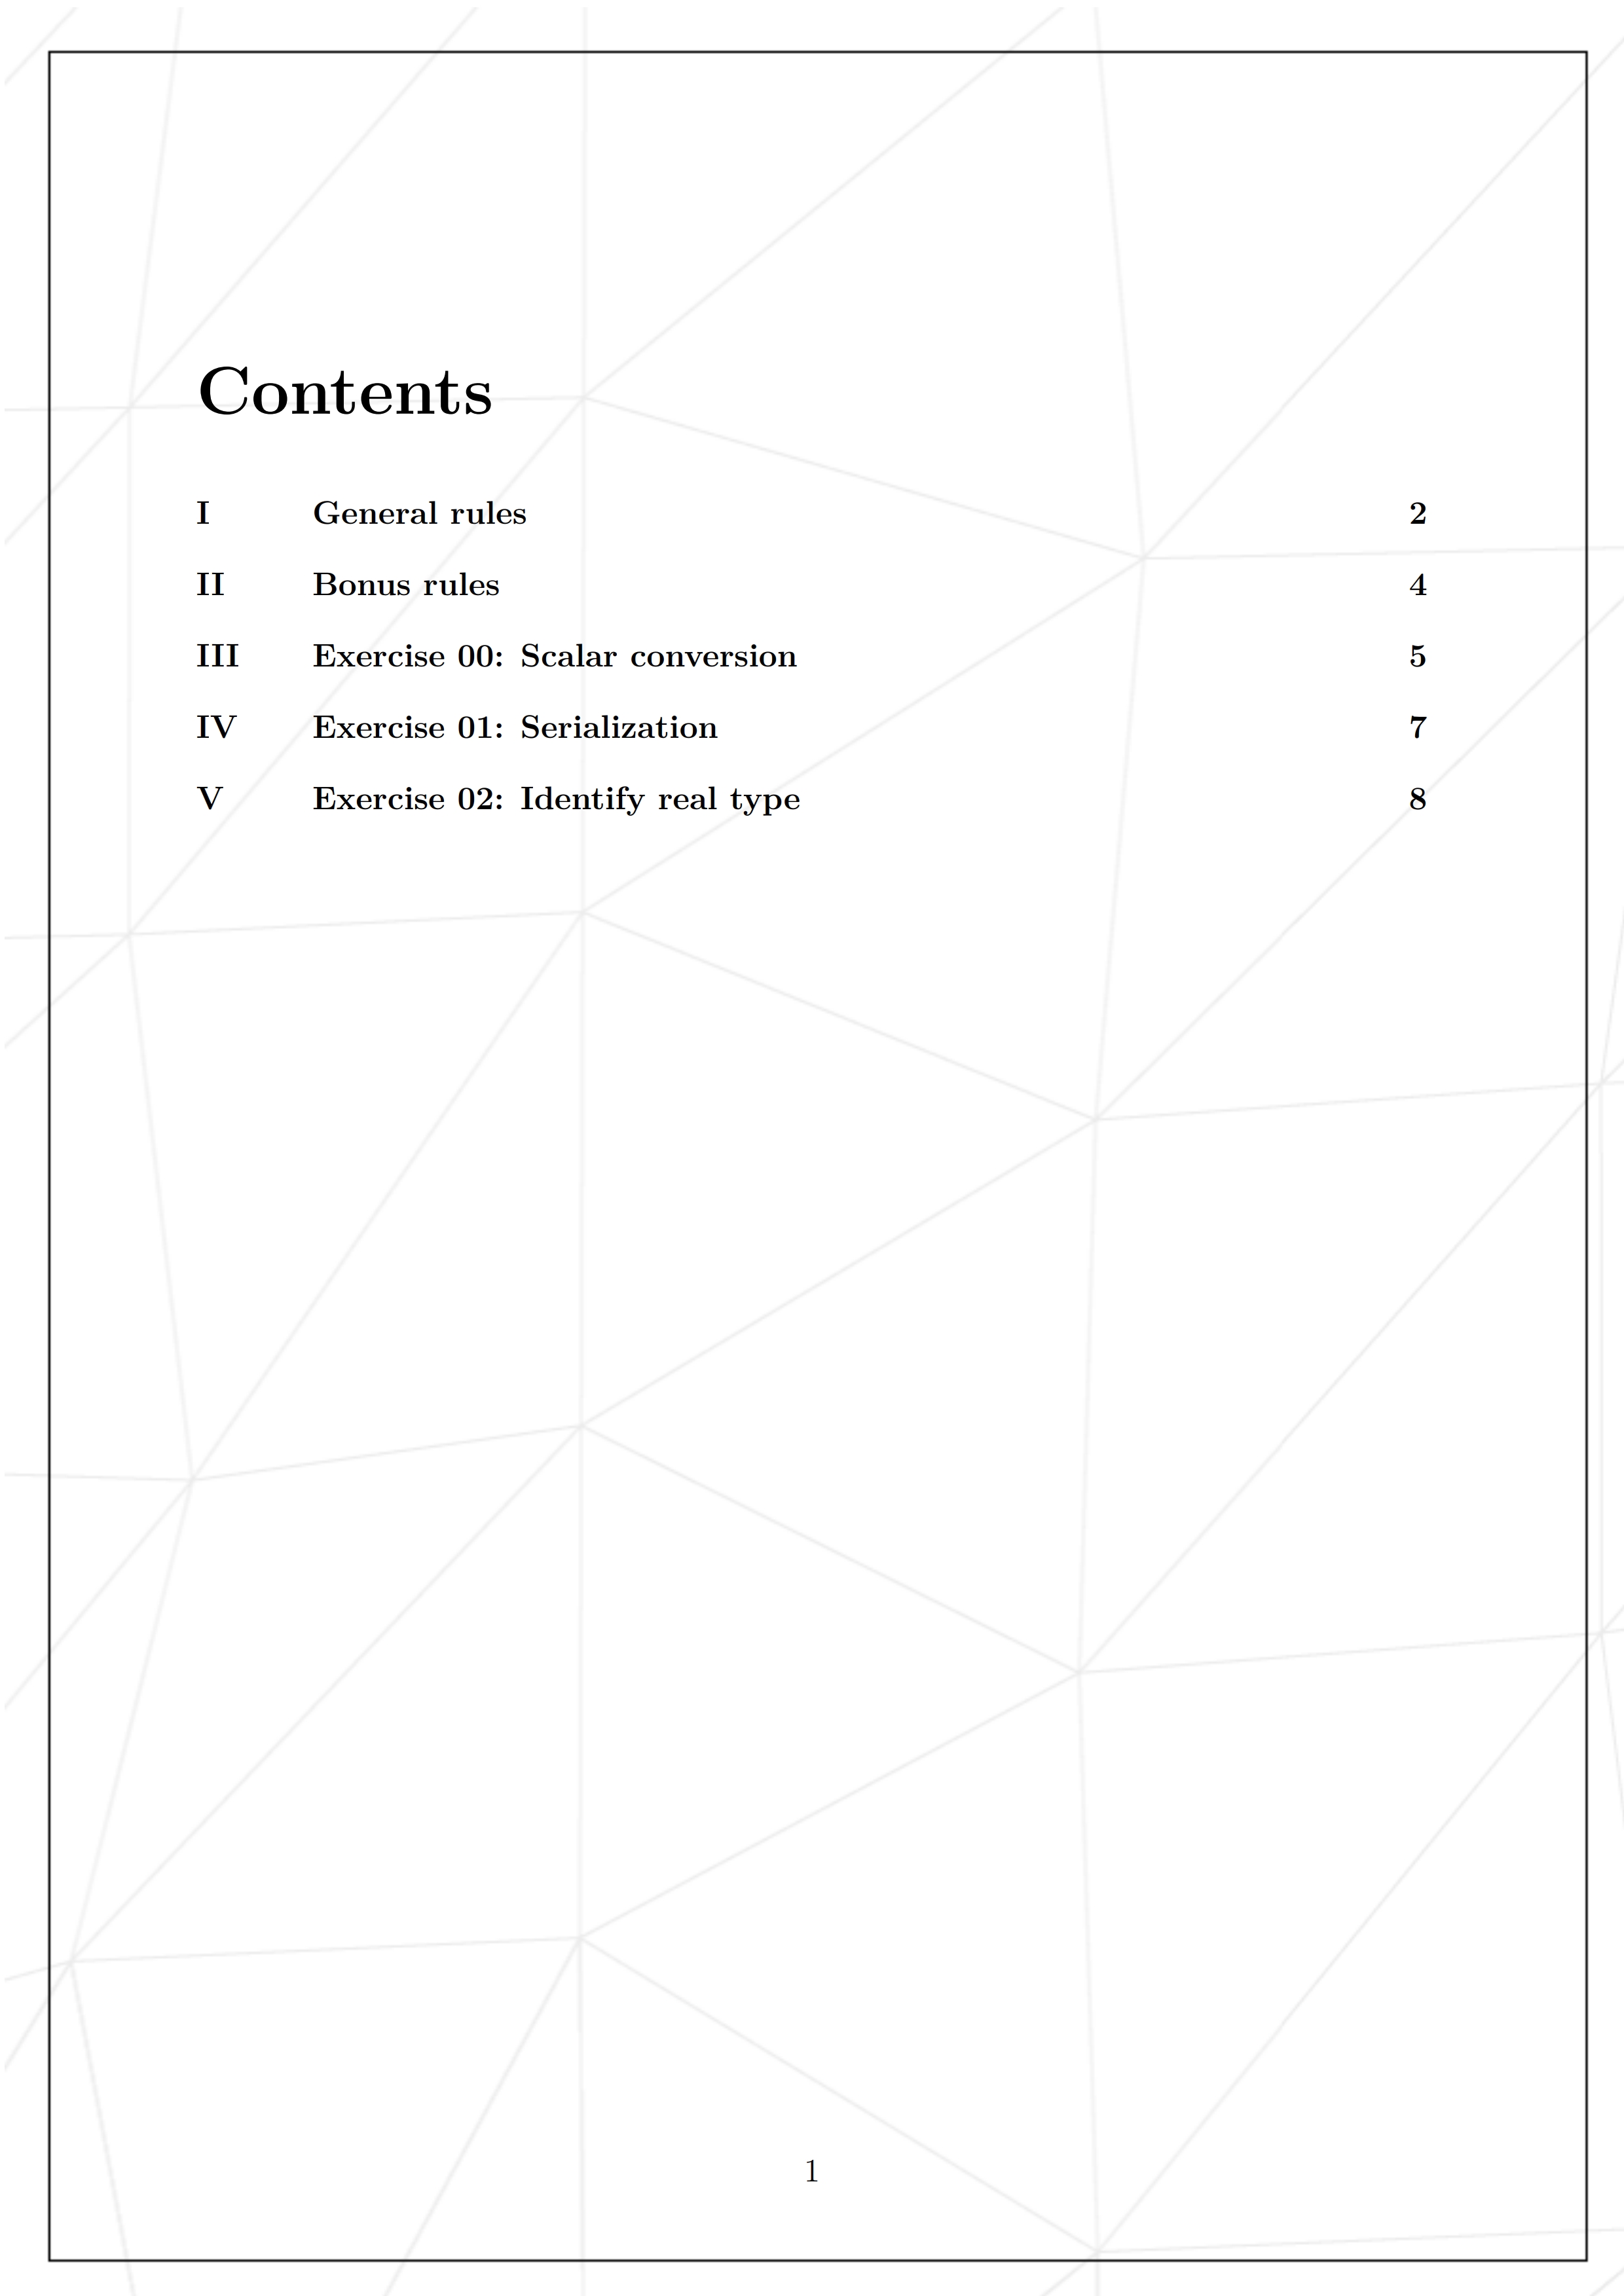 Contents
I General rules 2
II Bonus rules 4
III Exercise 00: Scalar conversion 5
IV Exercise 01: Serialization 7
V Exercise 02: Identify real type 8
1